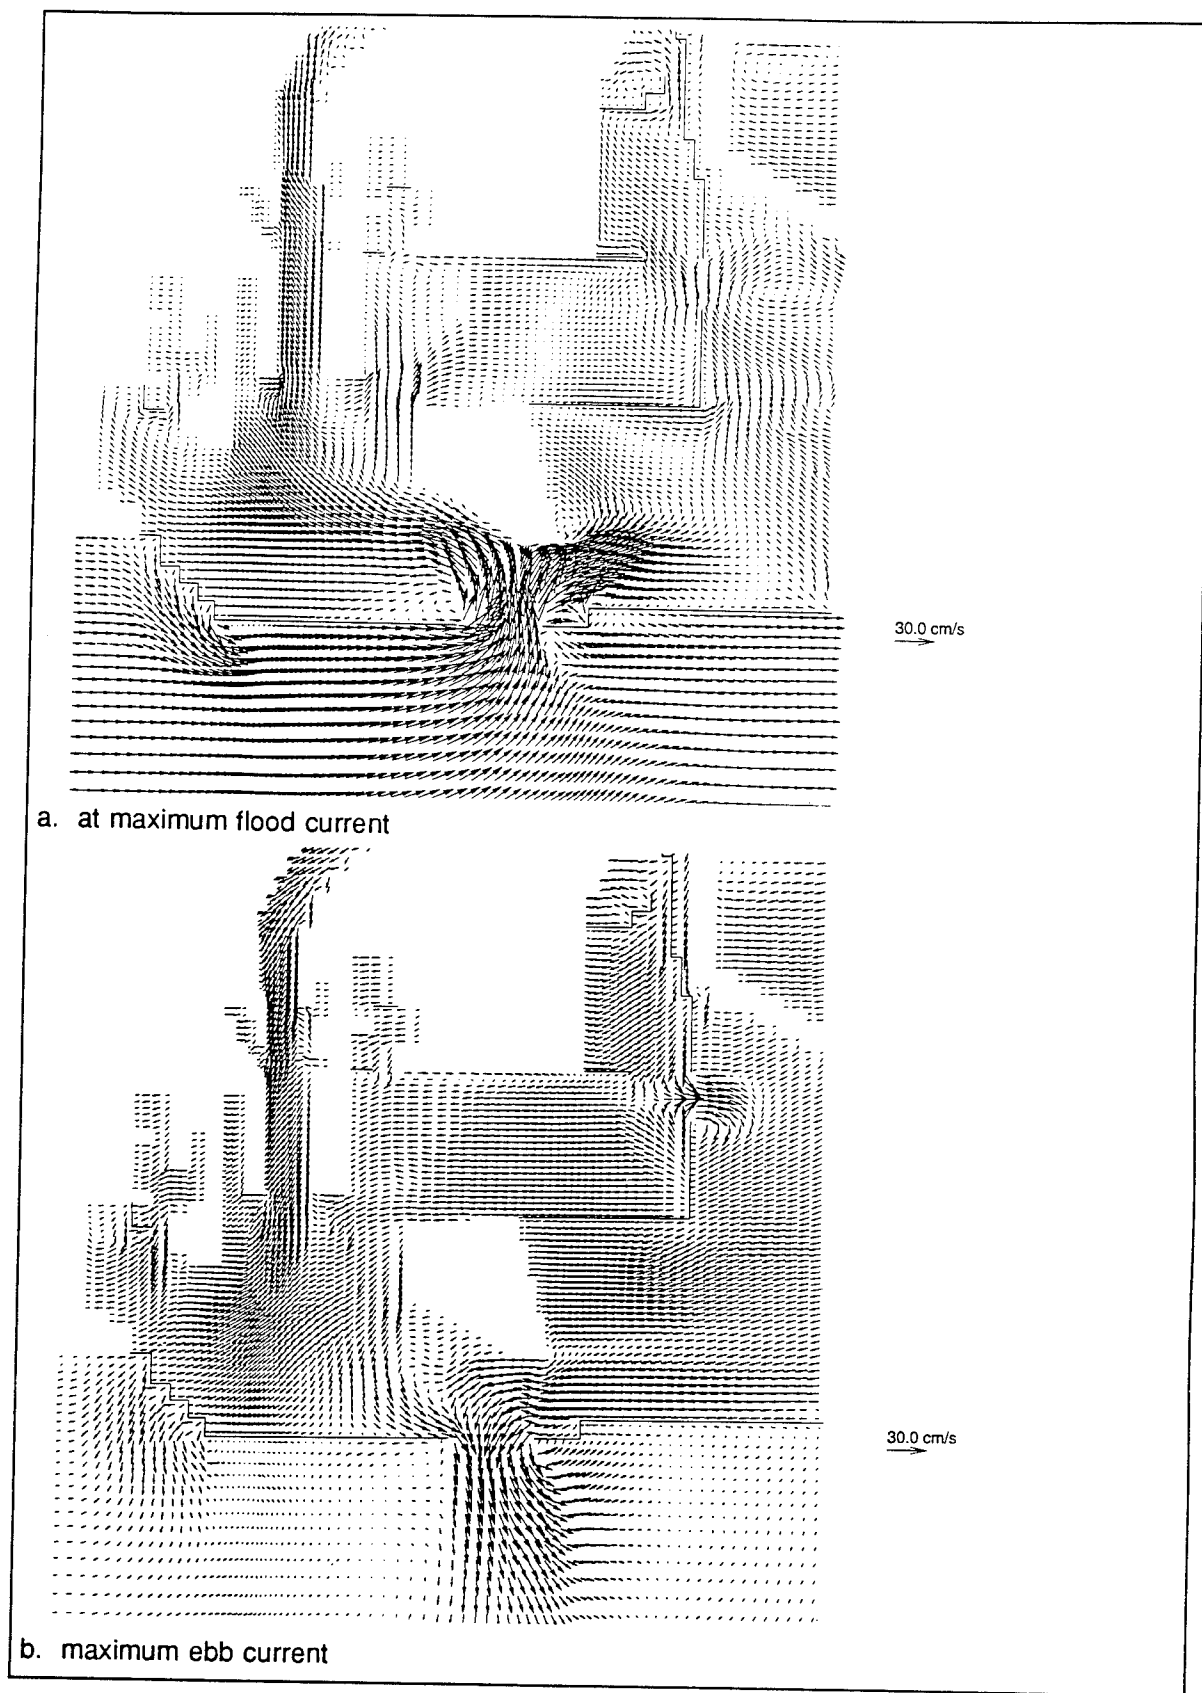 30.0 cm/s
a. at maximum flood current
30.0 cm/s
b. maximum ebb current